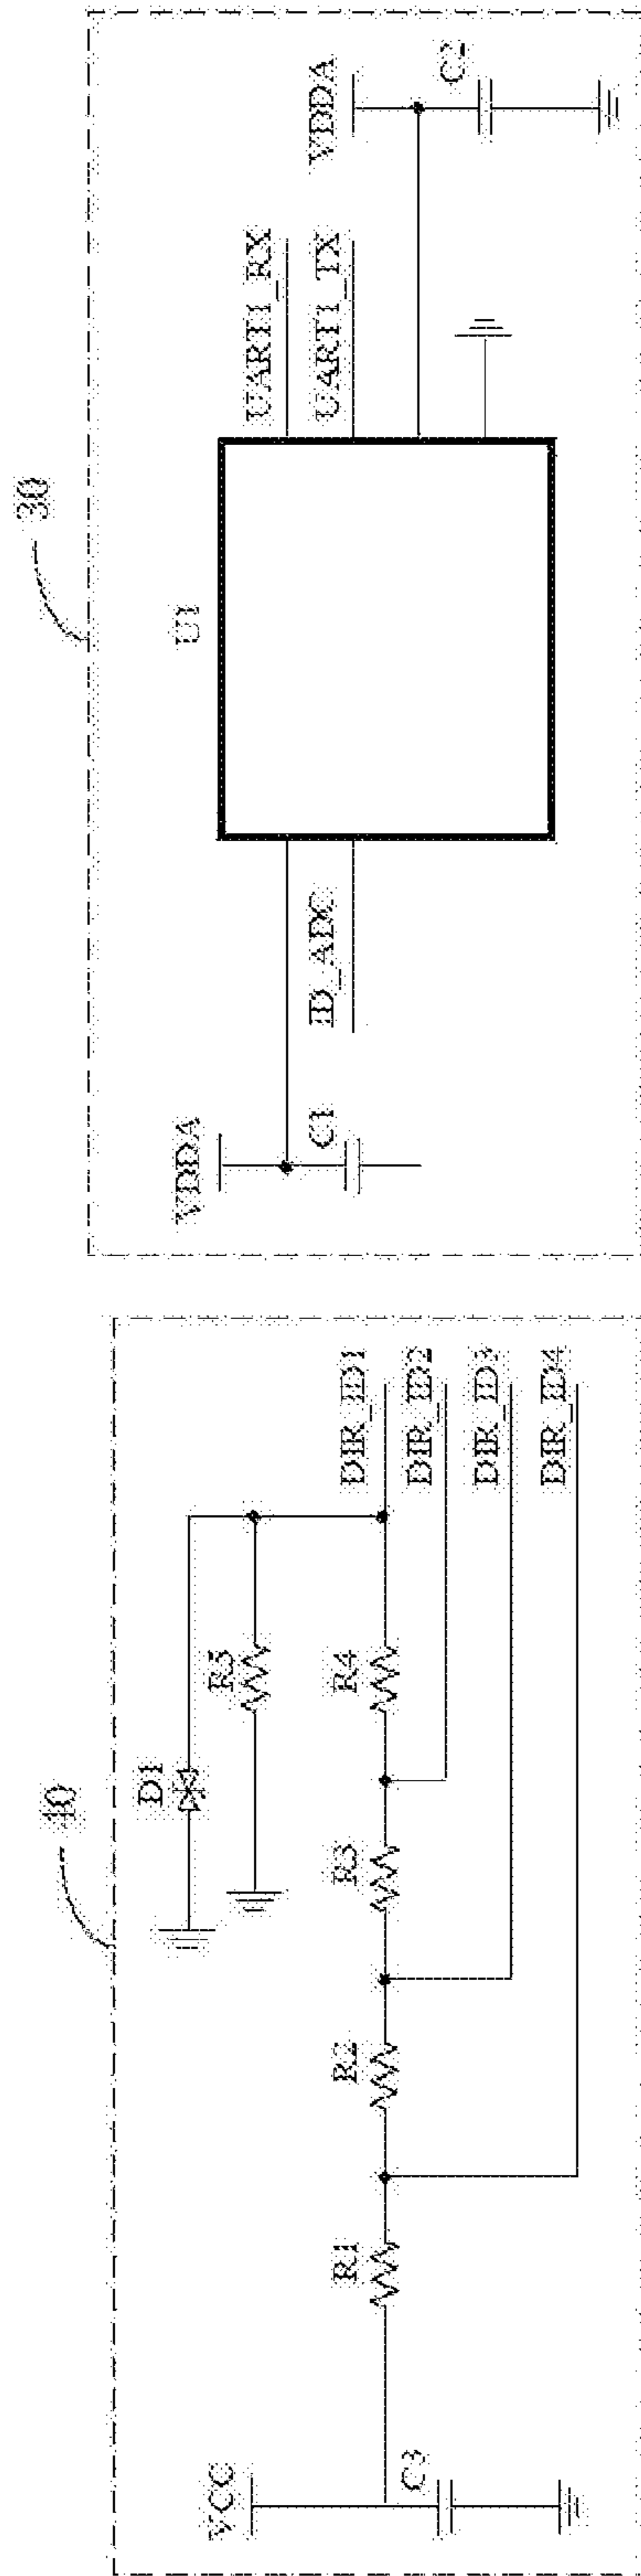 VCC
C3
R1
R2
R3
R4
R5
D1
DIR_ID1
DIR_ID2
DIR_ID3
DIR_ID4
30
VDDA
C1
ID_ADC
U1
UART1_RX
UART1_TX
VDDA
C2